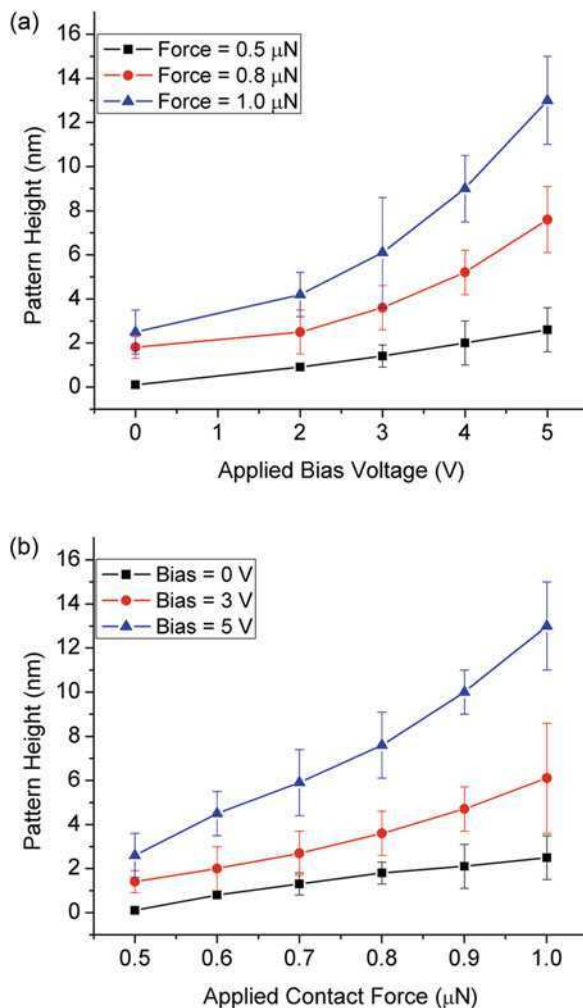 (a)
Force = 0.5 μN
Force = 0.8 μN
Force = 1.0 μN
16
14
12
10
8
6
4
2
0
Pattern Height (nm)
0 1 2 3 4 5
Applied Bias Voltage (V)
(b)
Bias = 0 V
Bias = 3 V
Bias = 5 V
16
14
12
10
8
6
4
2
0
Pattern Height (nm)
0.5 0.6 0.7 0.8 0.9 1.0
Applied Contact Force (μN)